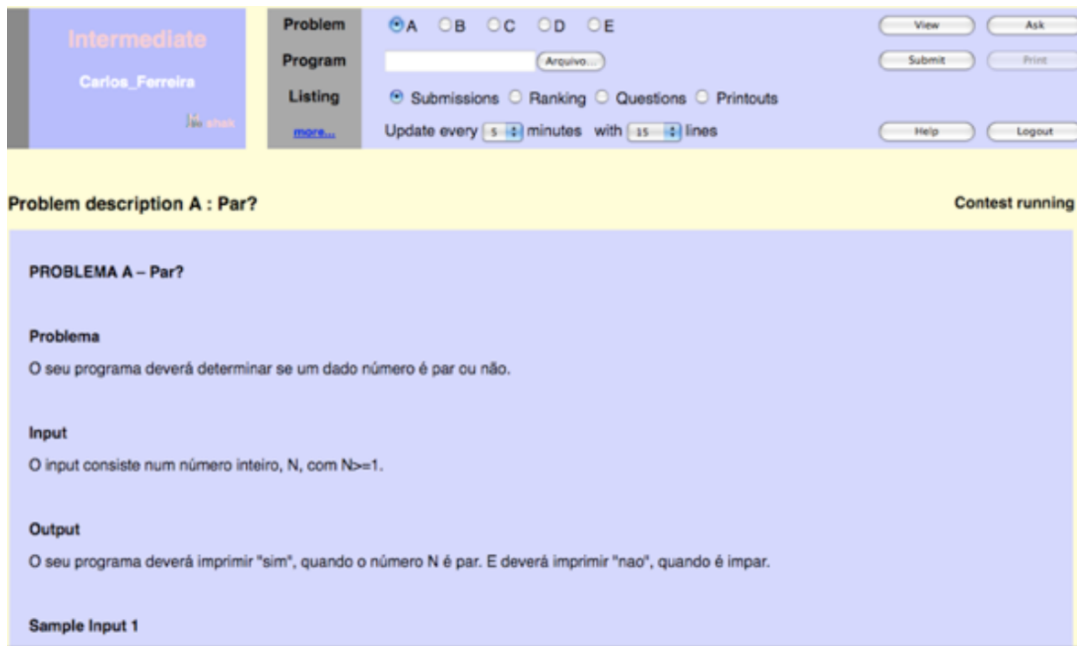 Intermediate
Carlos_Ferreira
shak
Problem A B C D E View Ask
Program Arquivo... Submit Print
Listing Submissions Ranking Questions Printouts
more... Update every 5 minutes with 15 lines Help Logout
Problem description A : Par? Contest running
PROBLEMA A – Par?
Problema
O seu programa deverá determinar se um dado número é par ou não.
Input
O input consiste num número inteiro, N, com N>=1.
Output
O seu programa deverá imprimir "sim", quando o número N é par. E deverá imprimir "nao", quando é impar.
Sample Input 1